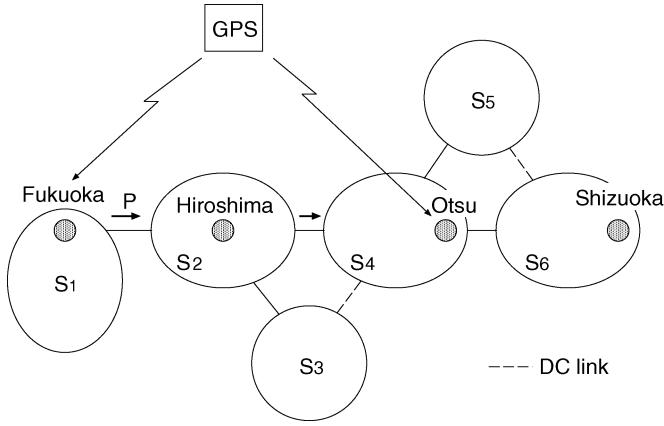 GPS
S5
Fukuoka
P
Hiroshima
Otsu
Shizuoka
S1
S2
S4
S6
S3
DC link